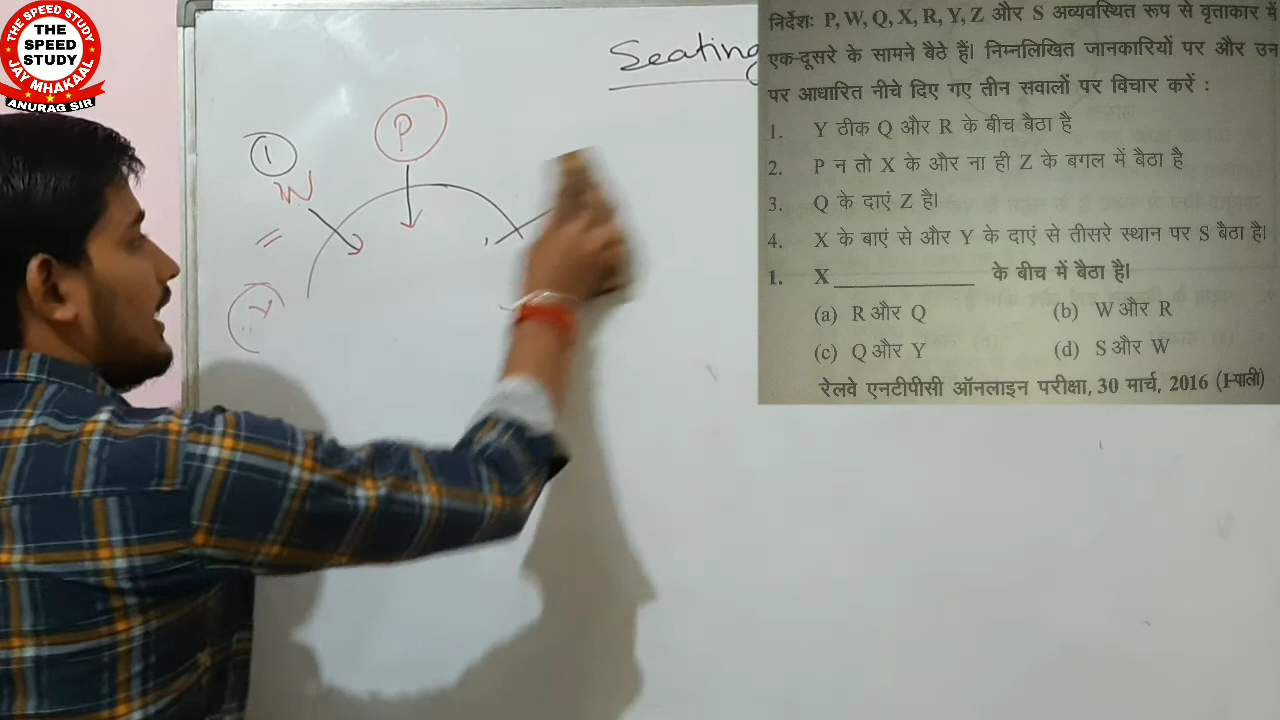 THE SPEED STUDY
THE
SPEED
STUDY
JAY MHAKAAL
ANURAG SIR
Seating
1
P
W
निर्देशः P, W, Q, X, R, Y, Z और S अव्यवस्थित रूप से वृत्ताकार में
एक-दूसरे के सामने बैठे हैं। निम्नलिखित जानकारियों पर और उन
पर आधारित नीचे दिए गए तीन सवालों पर विचार करें :
1. Y ठीक Q और R के बीच बैठा है
2. P न तो X के और ना ही Z के बगल में बैठा है
3. Q के दाएं Z है।
4. X के बाएं से और Y के दाएं से तीसरे स्थान पर S बैठा है।
1. X ____________ के बीच में बैठा है।
(a) R और Q (b) W और R
(c) Q और Y (d) S और W
रेलवे एनटीपीसी ऑनलाइन परीक्षा, 30 मार्च, 2016 (I-पाली)